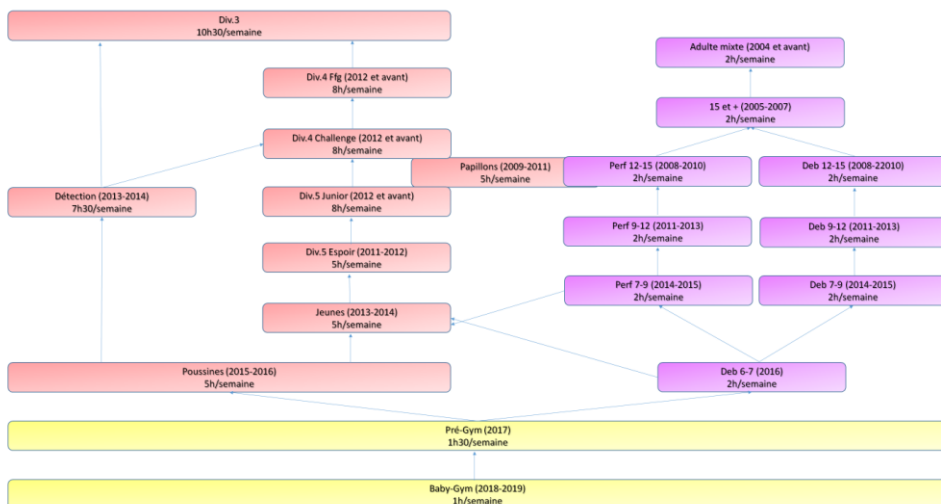 Div.3
10h30/semaine
Adulte mixte (2004 et avant)
2h/semaine
Div.4 Ffg (2012 et avant)
8h/semaine
15 et + (2005-2007)
2h/semaine
Div.4 Challenge (2012 et avant)
8h/semaine
Papillons (2009-2011)
5h/semaine
Perf 12-15 (2008-2010)
2h/semaine
Deb 12-15 (2008-22010)
2h/semaine
Détection (2013-2014)
7h30/semaine
Div.5 Junior (2012 et avant)
8h/semaine
Perf 9-12 (2011-2013)
2h/semaine
Deb 9-12 (2011-2013)
2h/semaine
Div.5 Espoir (2011-2012)
5h/semaine
Perf 7-9 (2014-2015)
2h/semaine
Deb 7-9 (2014-2015)
2h/semaine
Jeunes (2013-2014)
5h/semaine
Poussines (2015-2016)
5h/semaine
Deb 6-7 (2016)
2h/semaine
Pré-Gym (2017)
1h30/semaine
Baby-Gym (2018-2019)
1h/semaine